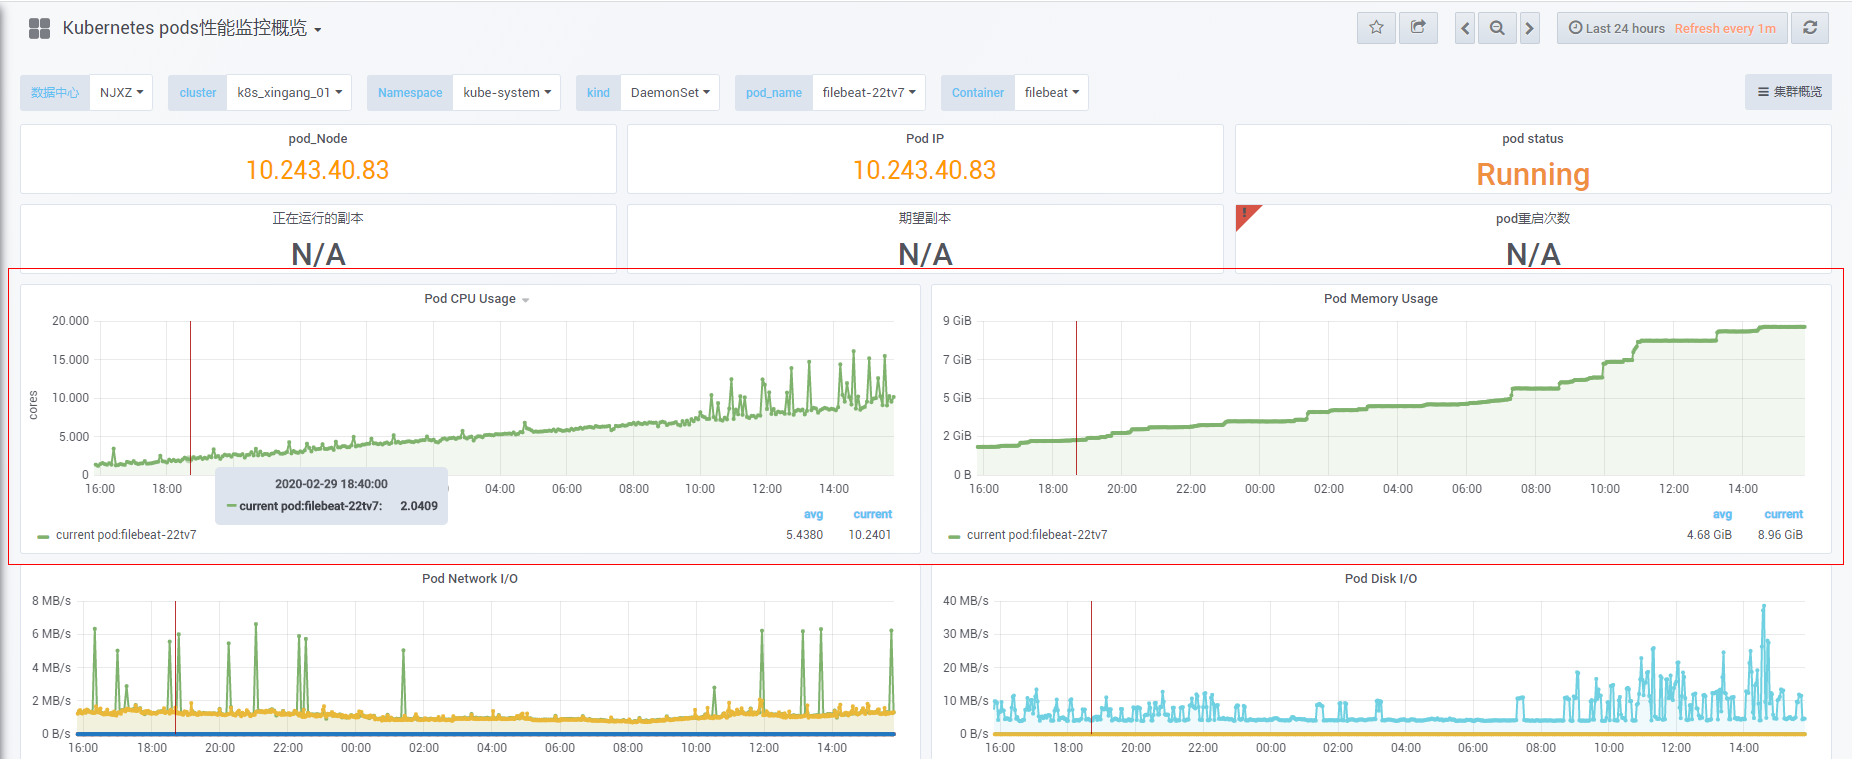 Kubernetes pods性能监控概览
Last 24 hours Refresh every 1m
数据中心 NJXZ cluster k8s_xingang_01 Namespace kube-system kind DaemonSet pod_name filebeat-22tv7 Container filebeat 集群概览
pod_Node
10.243.40.83
Pod IP
10.243.40.83
pod status
Running
正在运行的副本
N/A
期望副本
N/A
!
pod重启次数
N/A
Pod CPU Usage
20.000
15.000
10.000
5.000
0
cores
16:00 18:00 04:00 06:00 08:00 10:00 12:00 14:00
2020-02-29 18:40:00
current pod:filebeat-22tv7: 2.0409
avg current
current pod:filebeat-22tv7 5.4380 10.2401
Pod Memory Usage
9 GiB
7 GiB
5 GiB
2 GiB
0 B
16:00 18:00 20:00 22:00 00:00 02:00 04:00 06:00 08:00 10:00 12:00 14:00
avg current
current pod:filebeat-22tv7 4.68 GiB 8.96 GiB
Pod Network I/O
8 MB/s
6 MB/s
4 MB/s
2 MB/s
0 B/s
16:00 18:00 20:00 22:00 00:00 02:00 04:00 06:00 08:00 10:00 12:00 14:00
Pod Disk I/O
40 MB/s
30 MB/s
20 MB/s
10 MB/s
0 B/s
16:00 18:00 20:00 22:00 00:00 02:00 04:00 06:00 08:00 10:00 12:00 14:00